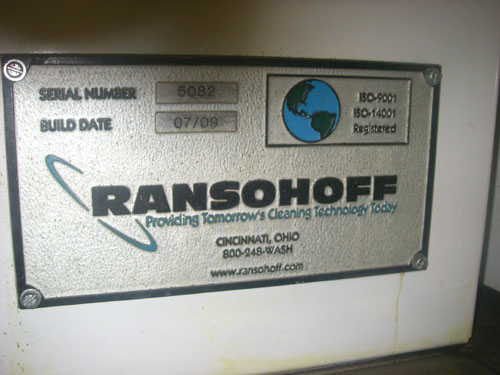 SERIAL NUMBER 5082
BUILD DATE 07/09
ISO-9001
ISO-14001
Registered
RANSOHOFF
Providing Tomorrow's Cleaning Technology Today
CINCINNATI, OHIO
800-248-WASH
www.ransohoff.com